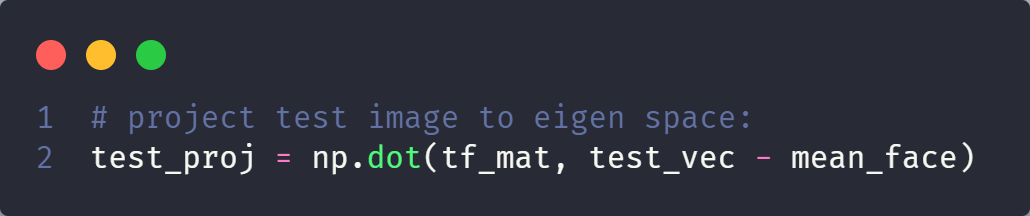 1 # project test image to eigen space:
2 test_proj = np.dot(tf_mat, test_vec - mean_face)